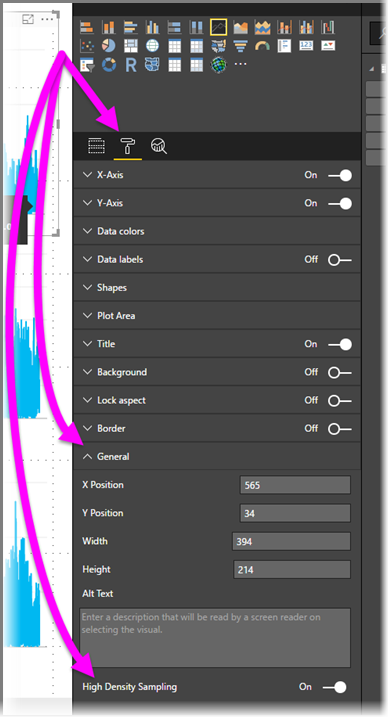 X-Axis On
Y-Axis On
Data colors
Data labels Off
Shapes
Plot Area
Title On
Background Off
Lock aspect Off
Border Off
General
X Position 565
Y Position 34
Width 394
Height 214
Alt Text
Enter a description that will be read by a screen reader on
selecting the visual.
High Density Sampling On